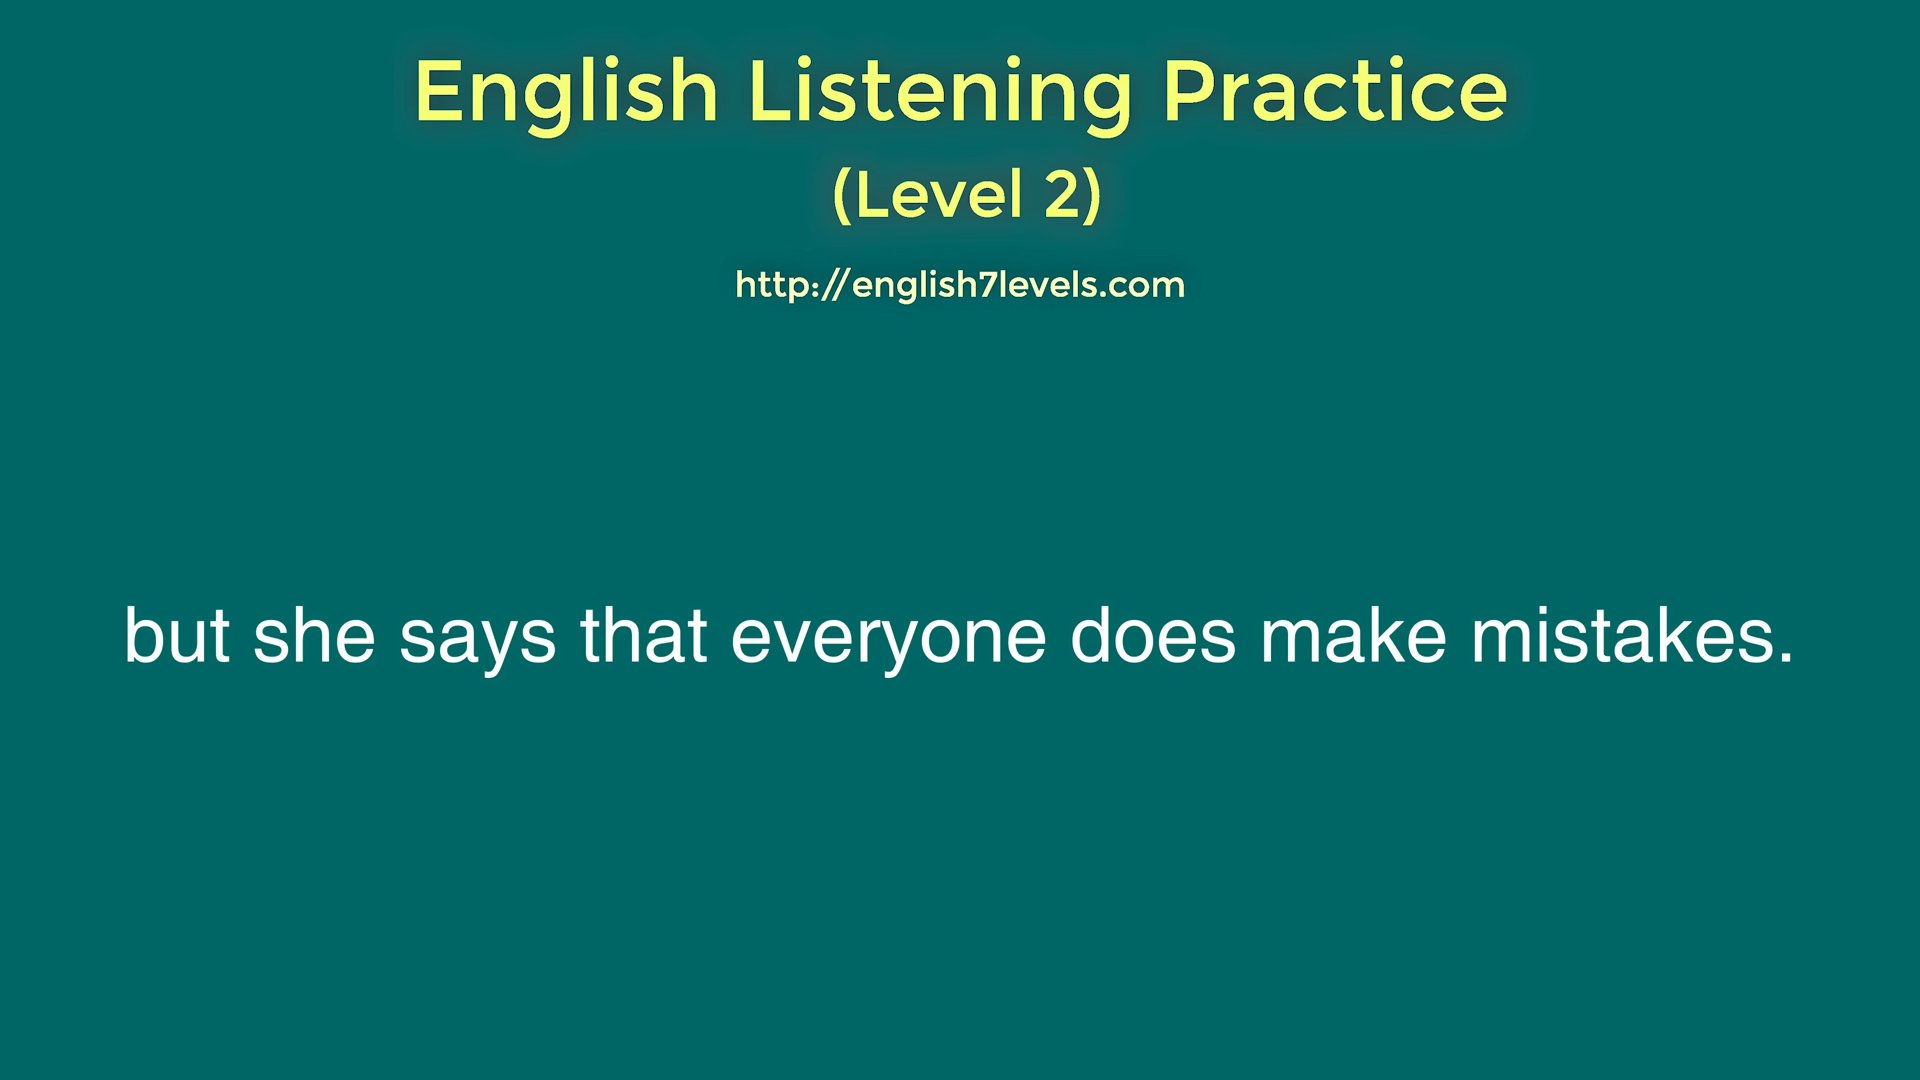 English Listening Practice
(Level 2)
http://english7levels.com
but she says that everyone does make mistakes.